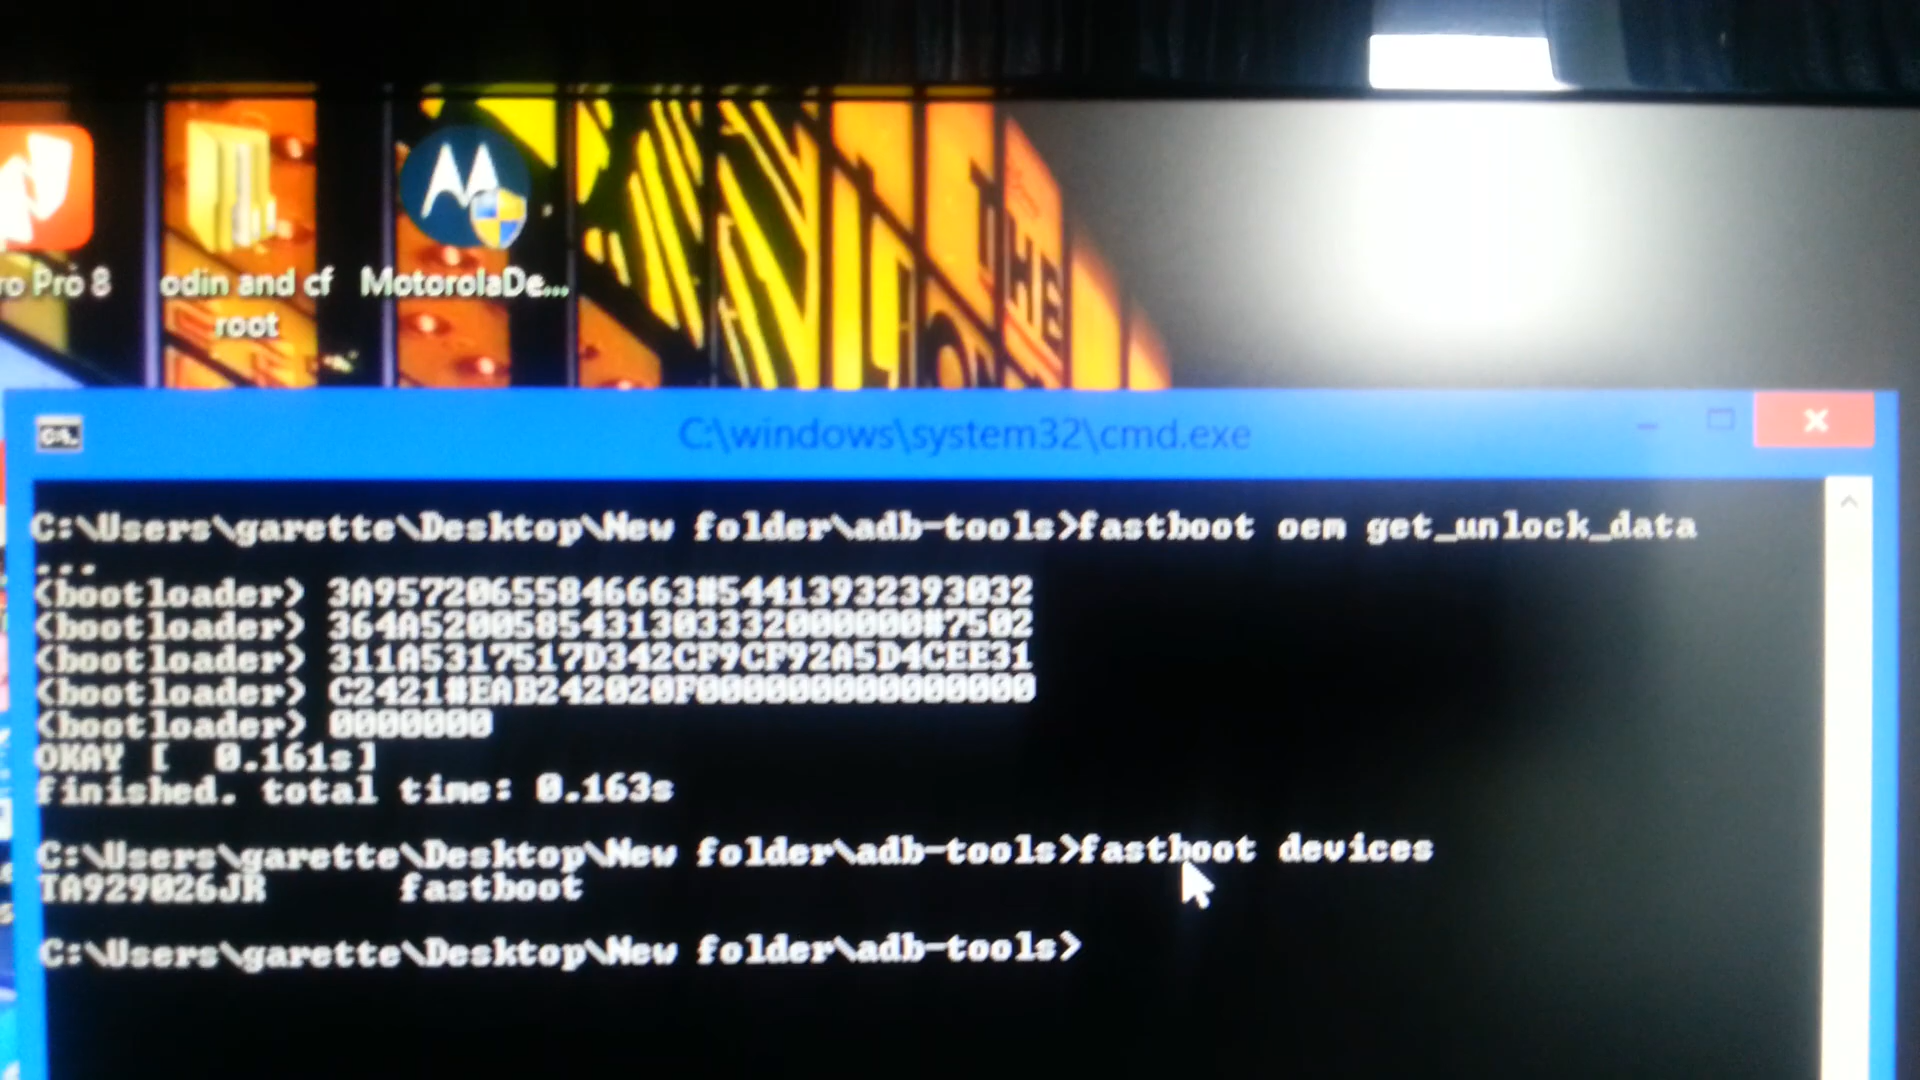 ro Pro 8
odin and cf
root
MotorolaDe...
THE
C:\windows\system32\cmd.exe
C:\Users\garette\Desktop\New folder\adb-tools>fastboot oem get_unlock_data
...
(bootloader) 3A95720655846663#54413932393032
(bootloader) 364A52005854313033332000000#7502
(bootloader) 311A5317517D342CF9CF92A5D4CEE31
(bootloader) C2421#EAB242020F000000000000000
(bootloader) 0000000
OKAY [  0.161s]
finished. total time: 0.163s
C:\Users\garette\Desktop\New folder\adb-tools>fastboot devices
TA929026JR      fastboot
C:\Users\garette\Desktop\New folder\adb-tools>